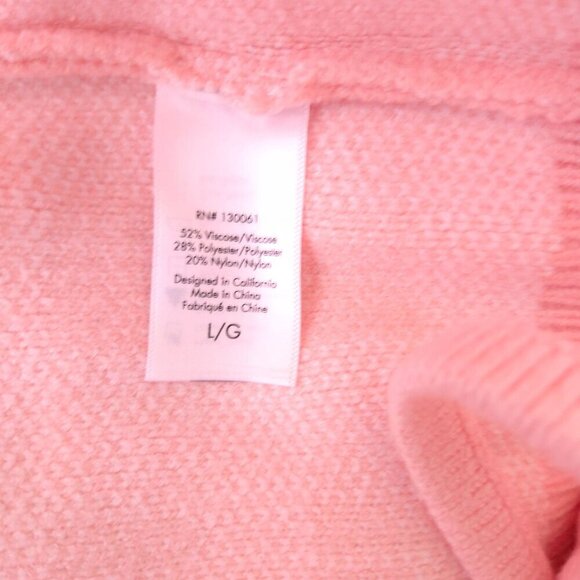 RN# 130061
52% Viscose/Viscose
28% Polyester/Polyester
20% Nylon/Nylon
Designed in California
Made in China
Fabriqué en Chine
L/G